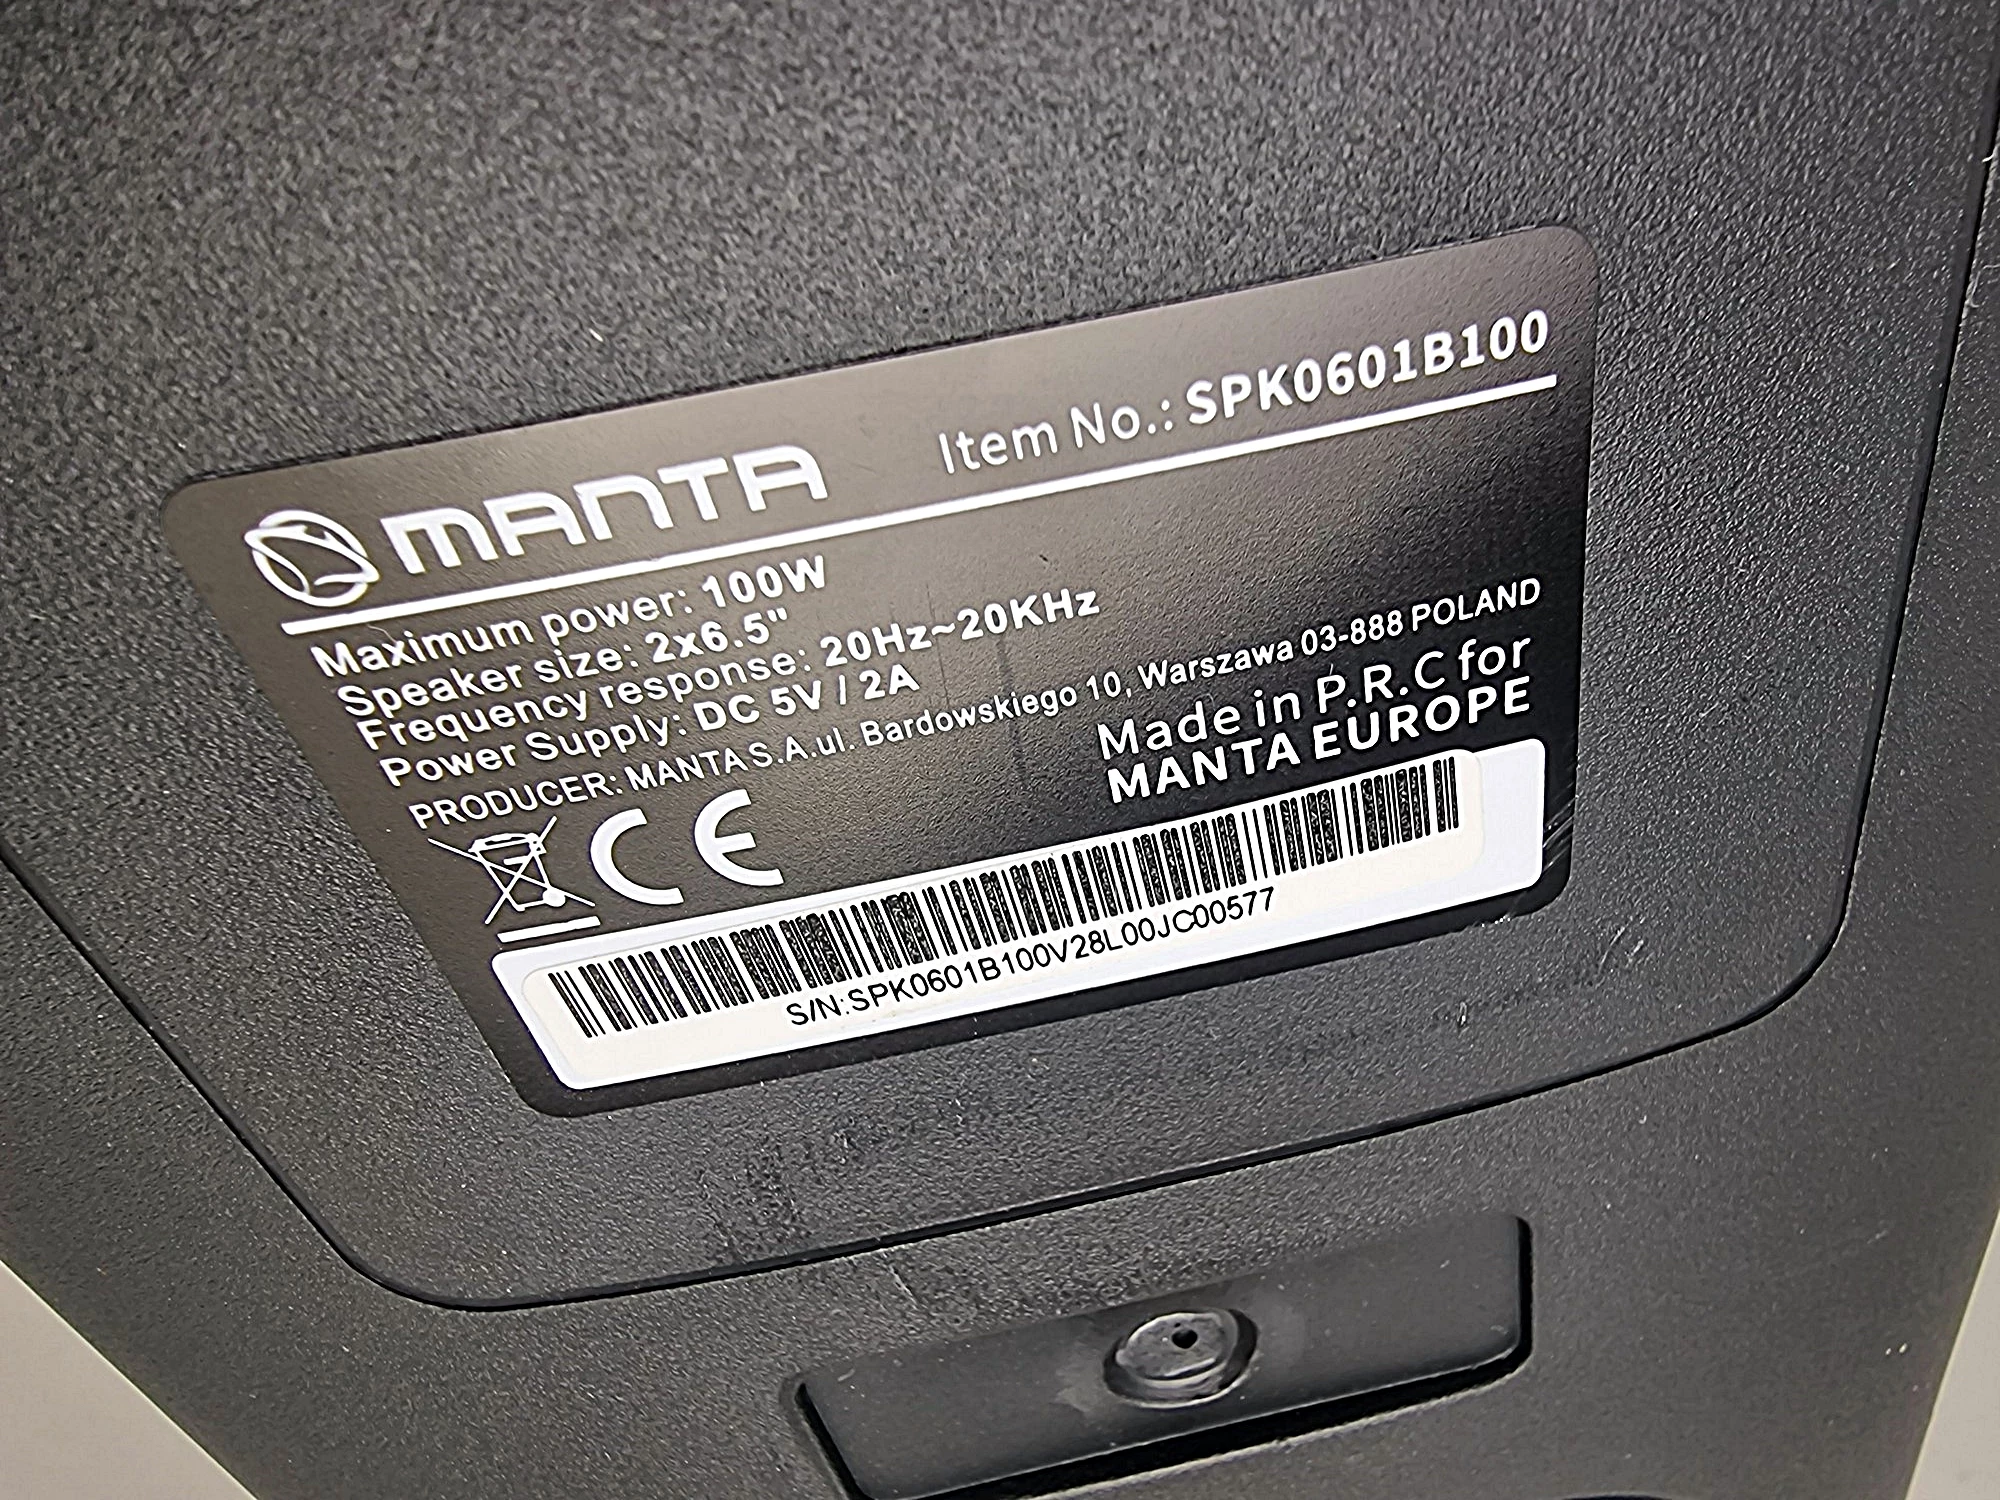 MANTA Item No.: SPK0601B100
Maximum power: 100W
Speaker size: 2x6.5"
Frequency response: 20Hz~20KHz
Power Supply: DC 5V / 2A
PRODUCER: MANTA S.A.ul. Bardowskiego 10, Warszawa 03-888 POLAND
Made in P.R.C for
MANTA EUROPE
CE
S/N:SPK0601B100V28L00JC00577